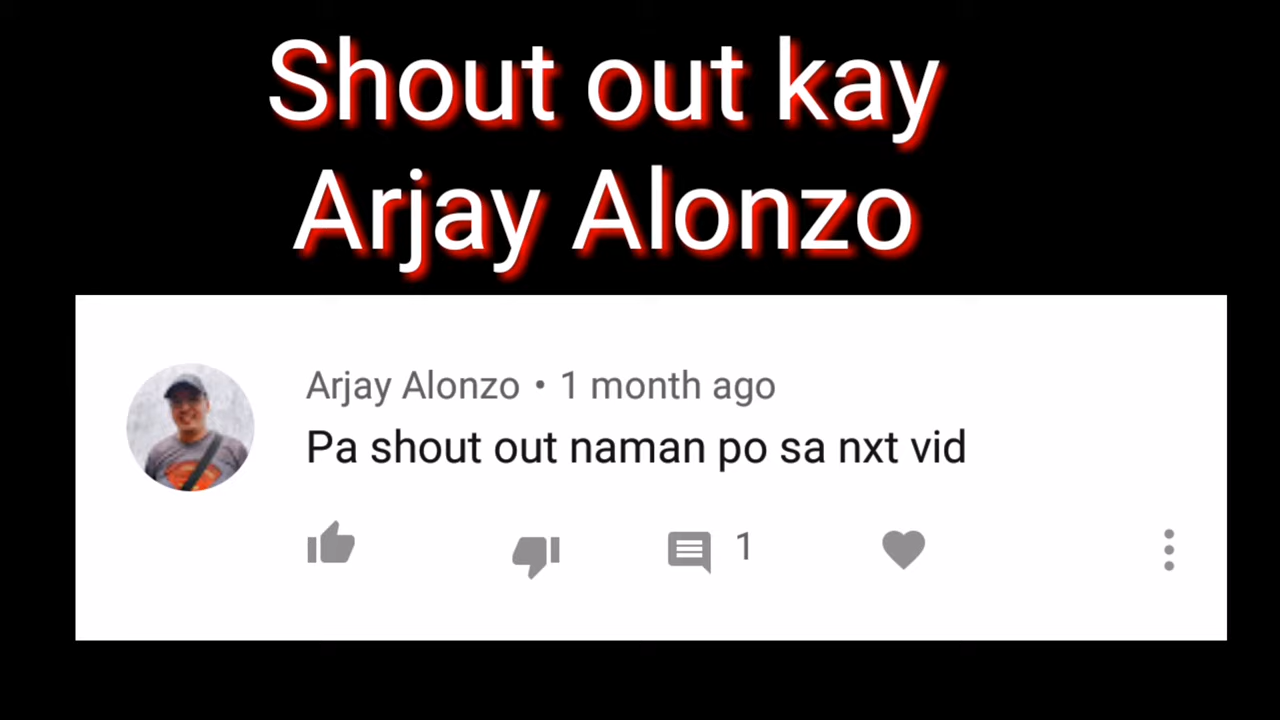 Shout out kay
Arjay Alonzo
Arjay Alonzo • 1 month ago
Pa shout out naman po sa nxt vid
1